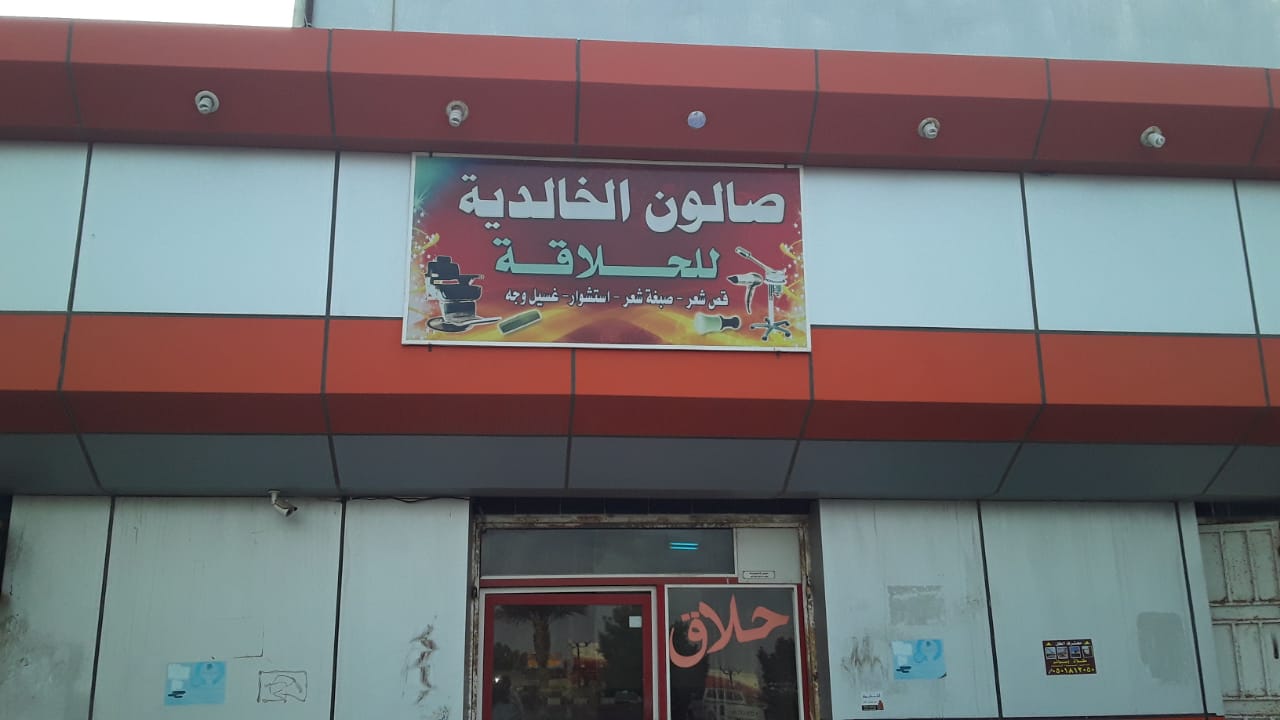 صالون الخالدية
للحلاقة
قص شعر - صبغة شعر - استشوار - غسيل وجه
حلاق